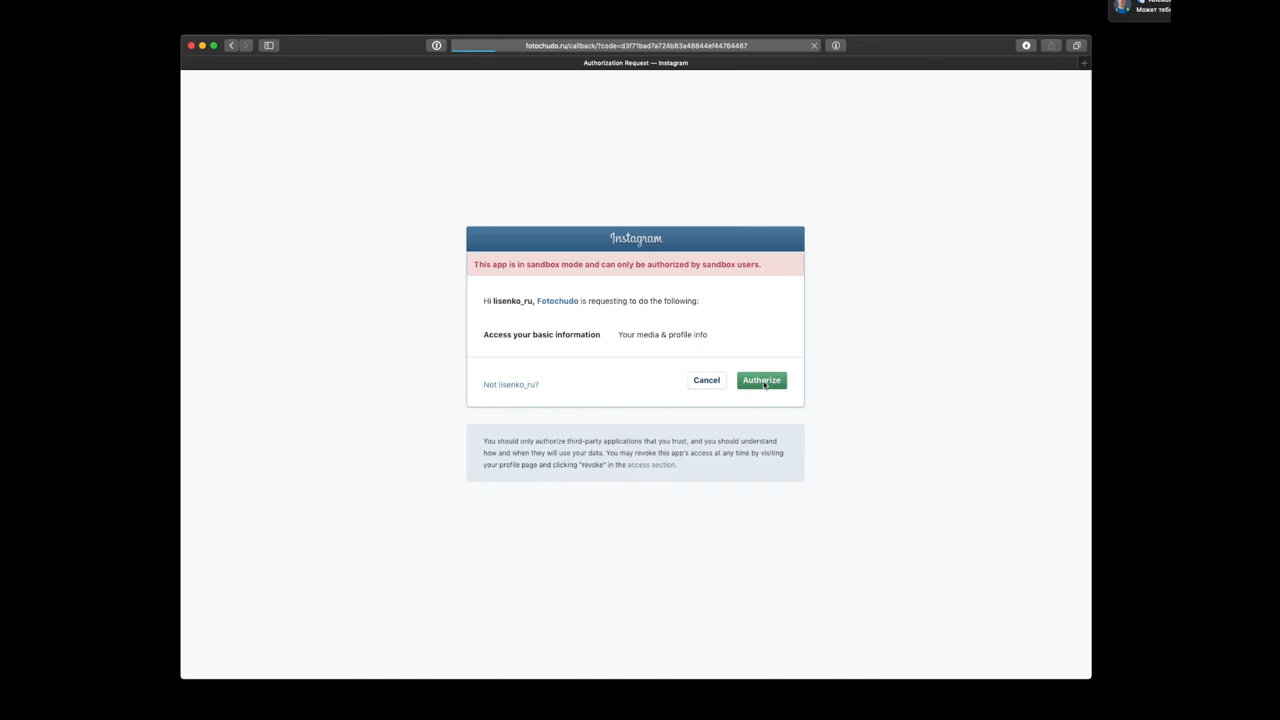 Может теб
fotochudo.ru/callback/?code=d3f71bad7a724b83a48844ef44764467
Authorization Request — Instagram
Instagram
This app is in sandbox mode and can only be authorized by sandbox users.
Hi lisenko_ru, Fotochudo is requesting to do the following:
Access your basic information Your media & profile info
Not lisenko_ru? Cancel Authorize
You should only authorize third-party applications that you trust, and you should understand
how and when they will use your data. You may revoke this app's access at any time by visiting
your profile page and clicking "revoke" in the access section.